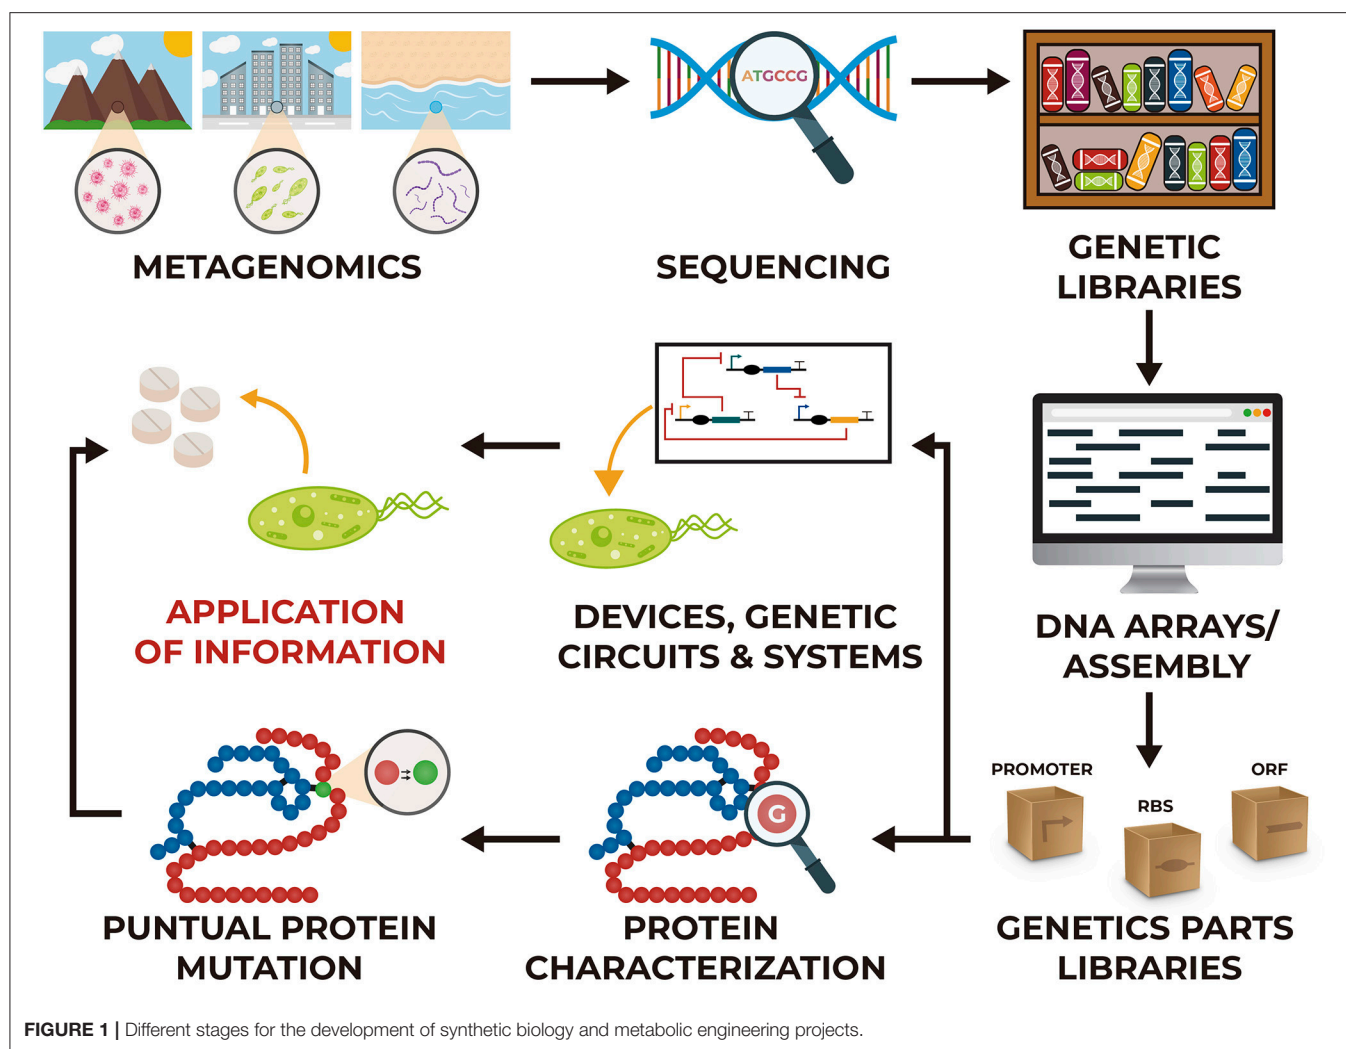 ATGCCG
METAGENOMICS
SEQUENCING
GENETIC
LIBRARIES
APPLICATION
OF INFORMATION
DEVICES, GENETIC
CIRCUITS & SYSTEMS
DNA ARRAYS/
ASSEMBLY
PROMOTER
RBS
ORF
G
PUNTUAL PROTEIN
MUTATION
PROTEIN
CHARACTERIZATION
GENETICS PARTS
LIBRARIES
FIGURE 1 | Different stages for the development of synthetic biology and metabolic engineering projects.